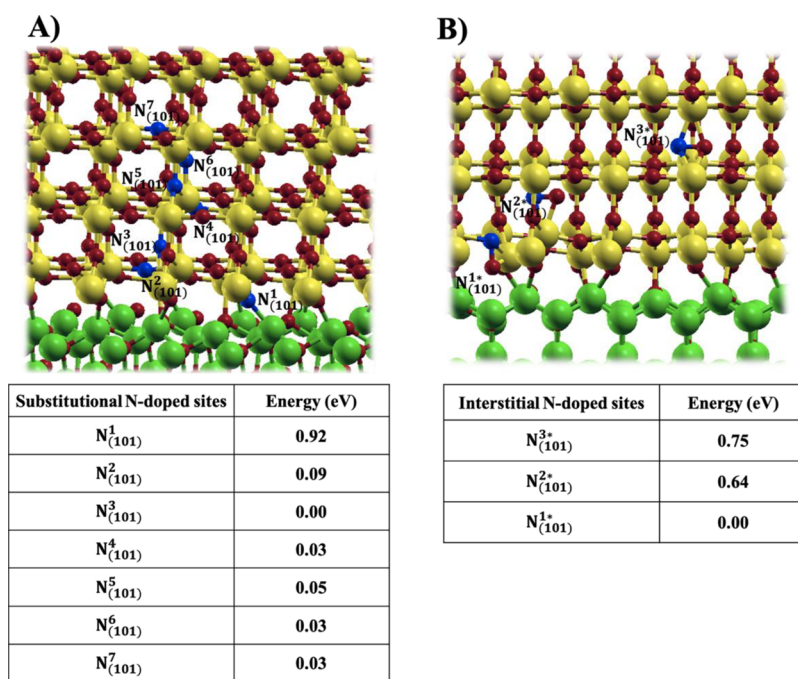 A)
B)
N⁷(101)
N⁶(101)
N⁵(101)
N⁴(101)
N³(101)
N²(101)
N¹(101)
N³*(101)
N²*(101)
N¹*(101)
Substitutional N-doped sites Energy (eV)
N¹(101) 0.92
N²(101) 0.09
N³(101) 0.00
N⁴(101) 0.03
N⁵(101) 0.05
N⁶(101) 0.03
N⁷(101) 0.03
Interstitial N-doped sites Energy (eV)
N³*(101) 0.75
N²*(101) 0.64
N¹*(101) 0.00